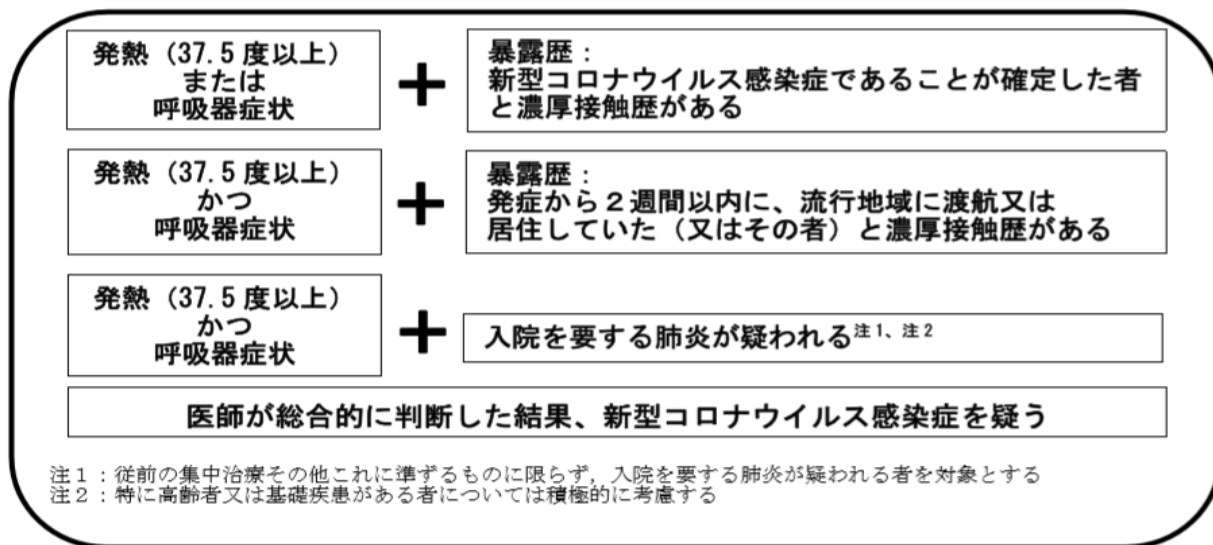 発熱（37.5度以上）
または
呼吸器症状
＋
暴露歴：
新型コロナウイルス感染症であることが確定した者
と濃厚接触歴がある
発熱（37.5度以上）
かつ
呼吸器症状
＋
暴露歴：
発症から２週間以内に、流行地域に渡航又は
居住していた（又はその者）と濃厚接触歴がある
発熱（37.5度以上）
かつ
呼吸器症状
＋
入院を要する肺炎が疑われる注1、注2
医師が総合的に判断した結果、新型コロナウイルス感染症を疑う
注１：従前の集中治療その他これに準ずるものに限らず，入院を要する肺炎が疑われる者を対象とする
注２：特に高齢者又は基礎疾患がある者については積極的に考慮する